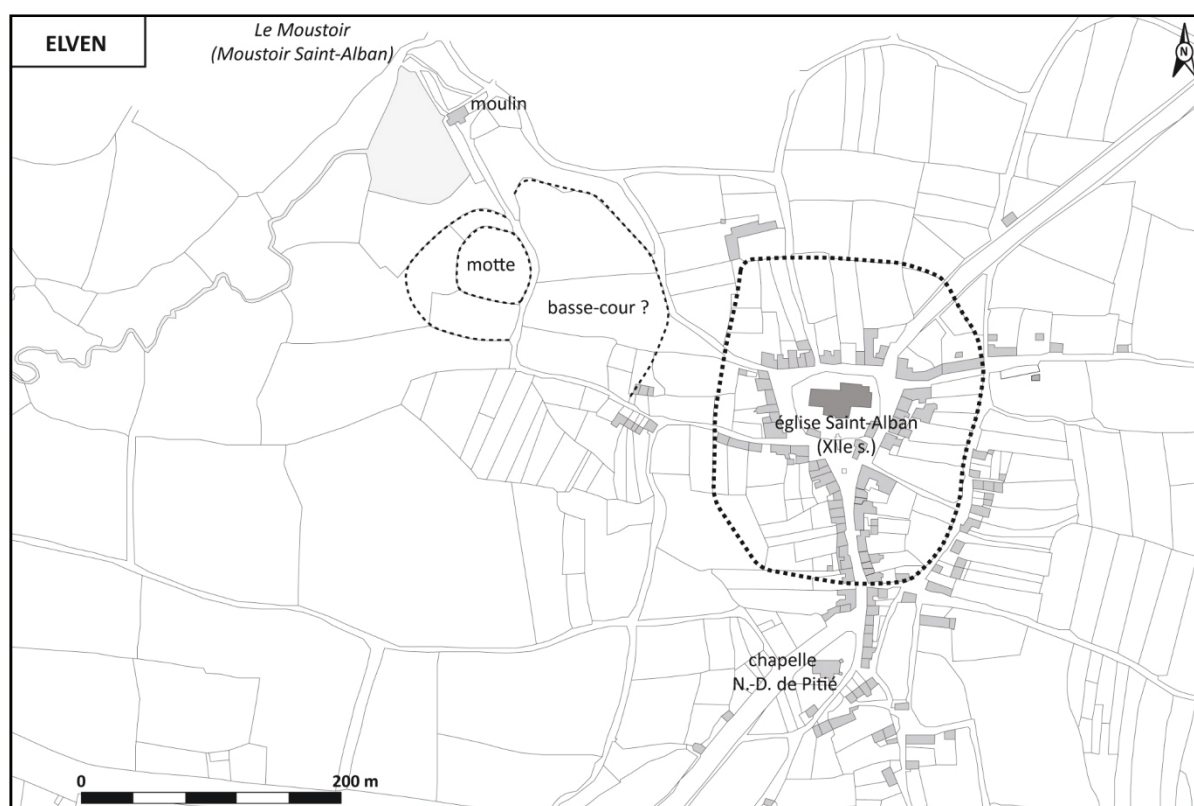 ELVEN
Le Moustoir
(Moustoir Saint-Alban)
N
moulin
motte
basse-cour ?
église Saint-Alban
(XIIe s.)
chapelle
N.-D. de Pitié
0
200 m